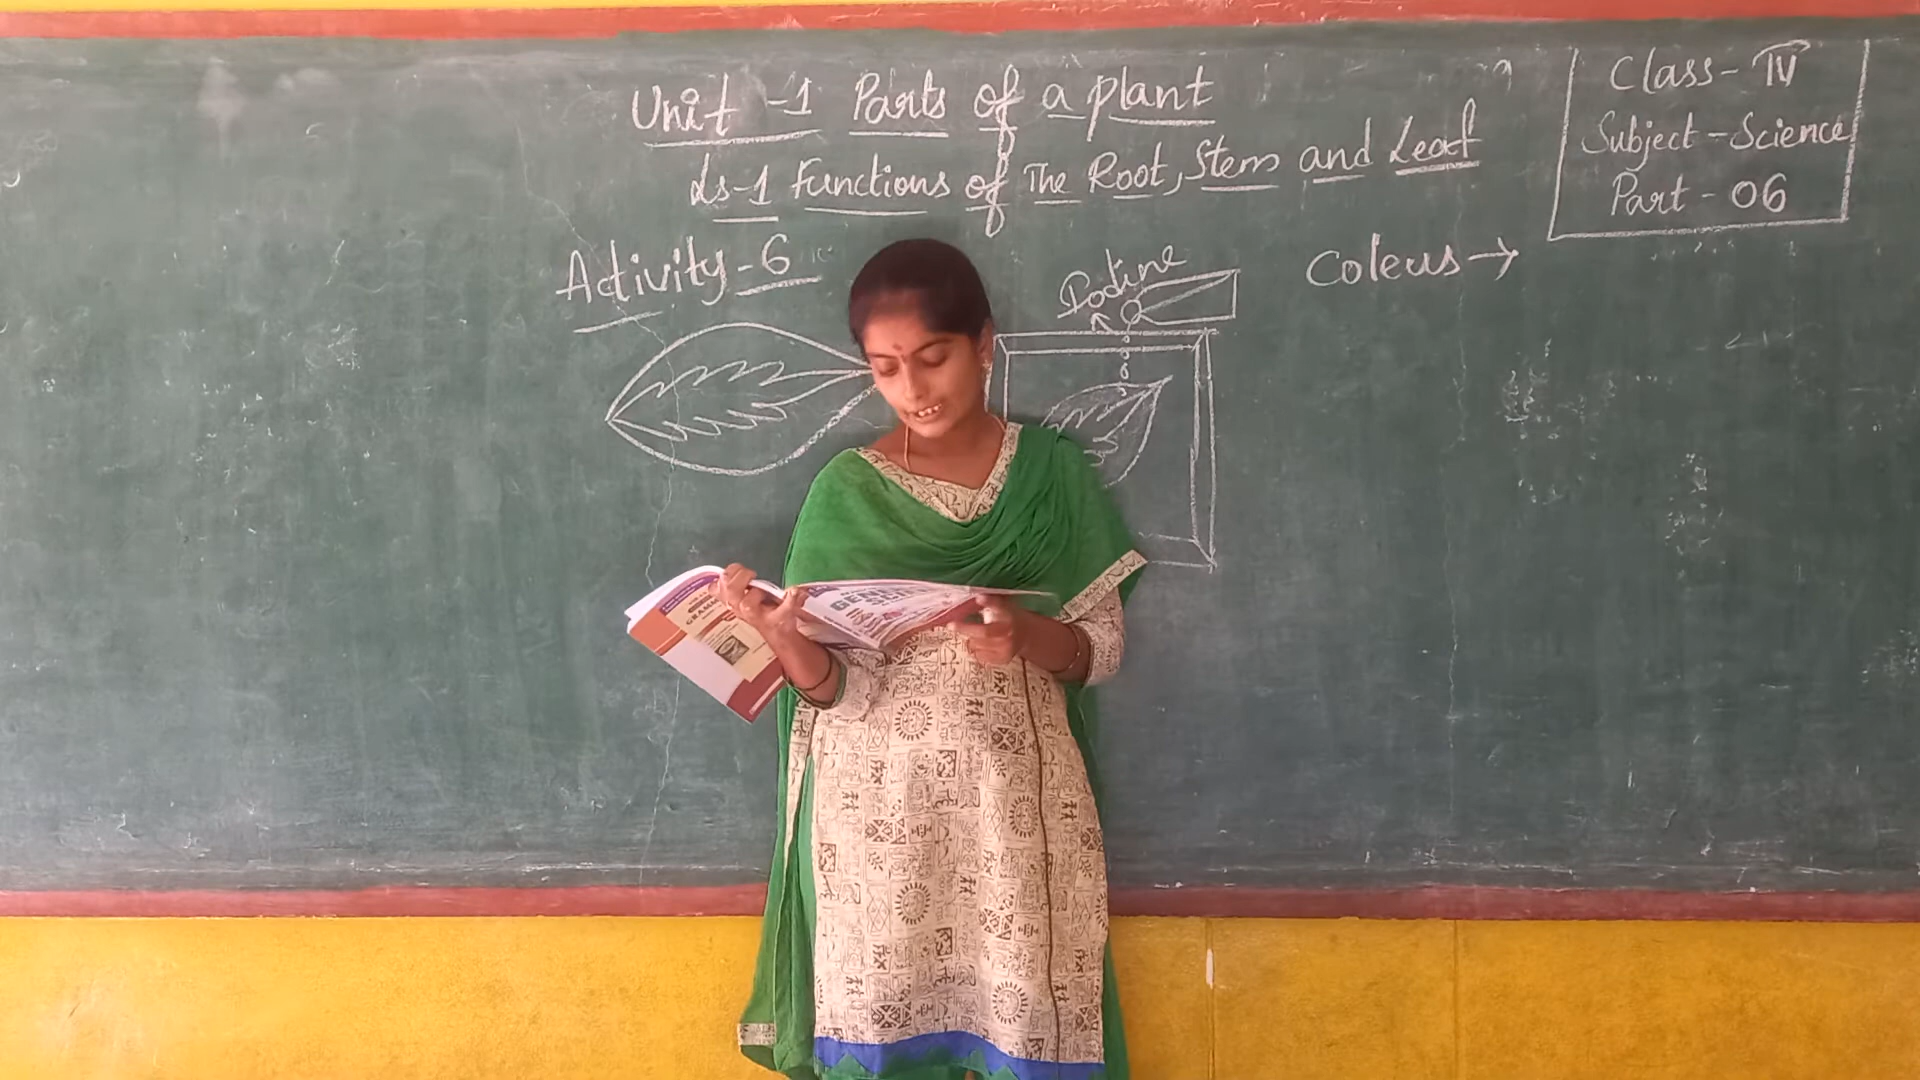 Unit -1 Parts of a plant
Ls-1 Functions of The Root, Stem and Leaf
Class - IV
Subject - Science
Part - 06
Activity - 6
Iodine
Coleus →